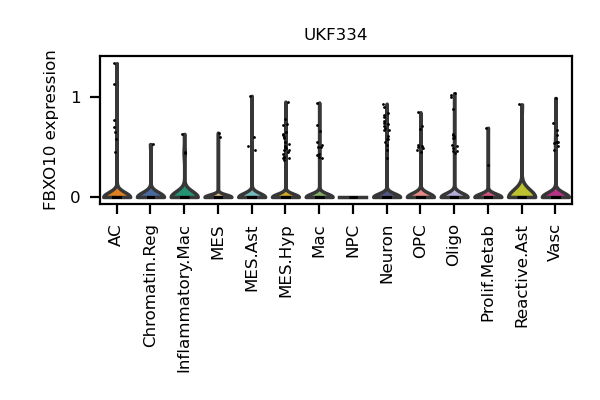 UKF334
FBXO10 expression
1
0
AC
Chromatin.Reg
Inflammatory.Mac
MES
MES.Ast
MES.Hyp
Mac
NPC
Neuron
OPC
Oligo
Prolif.Metab
Reactive.Ast
Vasc